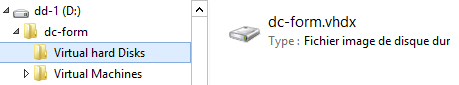 dd-1 (D:)
dc-form
Virtual hard Disks
Virtual Machines
dc-form.vhdx
Type : Fichier image de disque dur